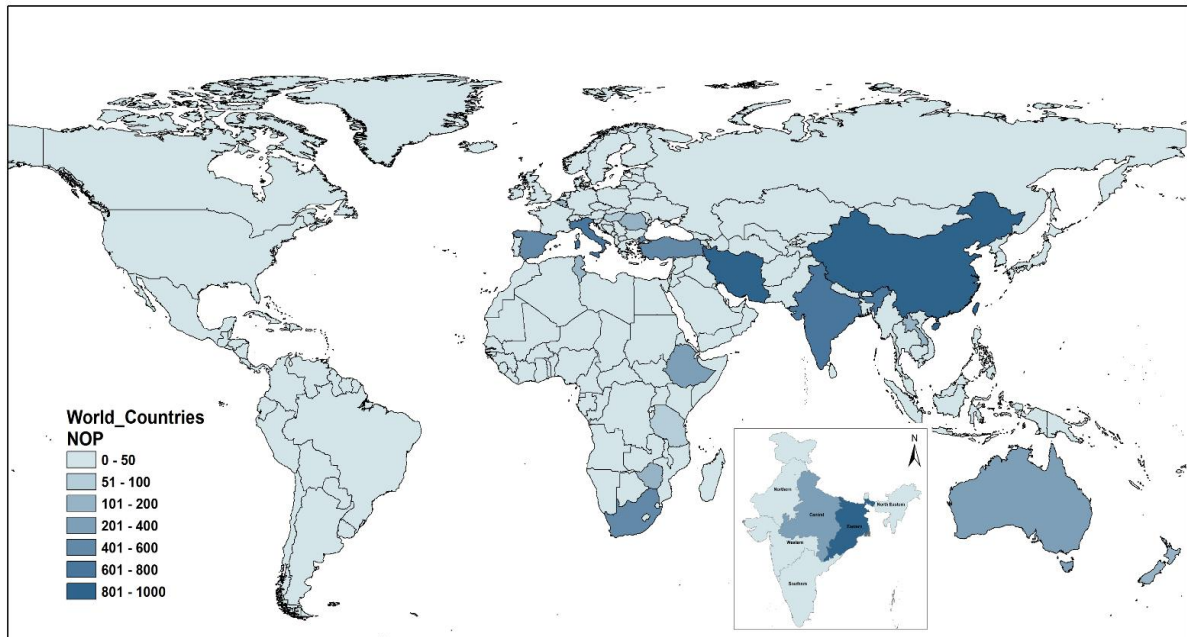 World_Countries
NOP
0 - 50
51 - 100
101 - 200
201 - 400
401 - 600
601 - 800
801 - 1000
N
Northern
North Eastern
Central
Eastern
Western
Southern